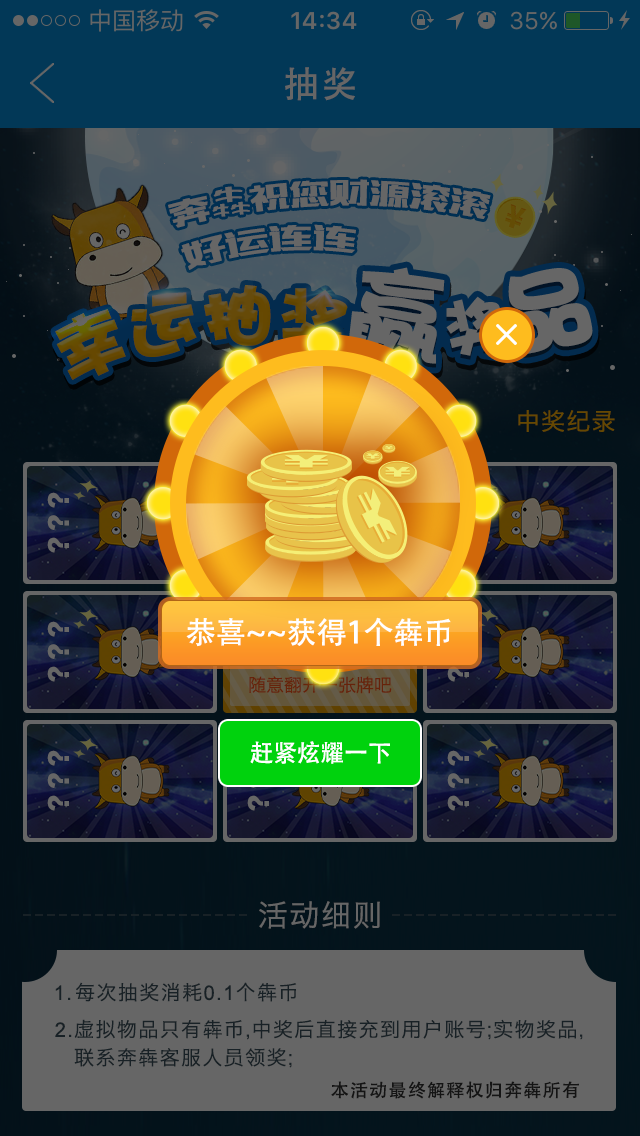 中国移动 14:34 35%
抽奖
奔犇祝您财源滚滚
好运连连
幸运抽奖赢奖品
中奖纪录
???
???
恭喜~~获得1个犇币
???
随意翻开一张牌吧
赶紧炫耀一下
???
?
???
活动细则
1.每次抽奖消耗0.1个犇币
2.虚拟物品只有犇币,中奖后直接充到用户账号;实物奖品,
联系奔犇客服人员领奖;
本活动最终解释权归奔犇所有